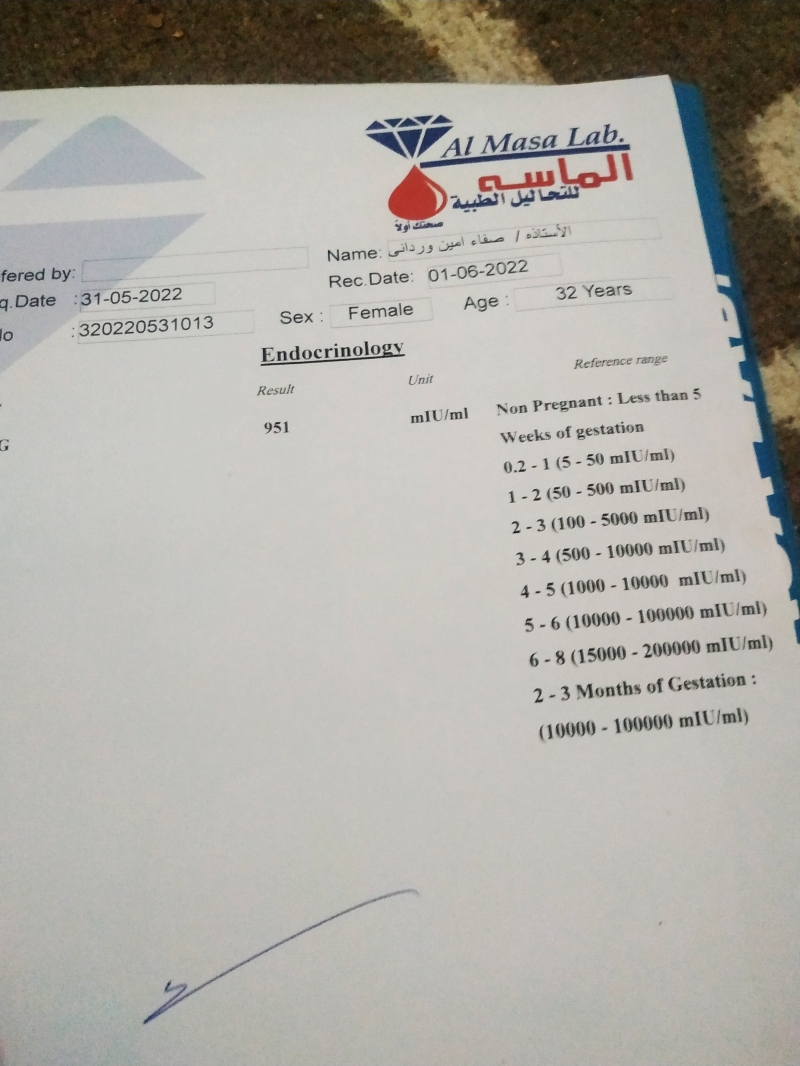 Al Masa Lab.
الماسه
للتحاليل الطبية
صحتك أولاً
fered by:
Name: الأستاذه / صفاء امين وردانى
q.Date : 31-05-2022
Rec.Date: 01-06-2022
lo : 320220531013
Sex : Female
Age : 32 Years
Endocrinology
Result Unit Reference range
G 951 mIU/ml Non Pregnant : Less than 5
Weeks of gestation
0.2 - 1 (5 - 50 mIU/ml)
1 - 2 (50 - 500 mIU/ml)
2 - 3 (100 - 5000 mIU/ml)
3 - 4 (500 - 10000 mIU/ml)
4 - 5 (1000 - 10000 mIU/ml)
5 - 6 (10000 - 100000 mIU/ml)
6 - 8 (15000 - 200000 mIU/ml)
2 - 3 Months of Gestation :
(10000 - 100000 mIU/ml)